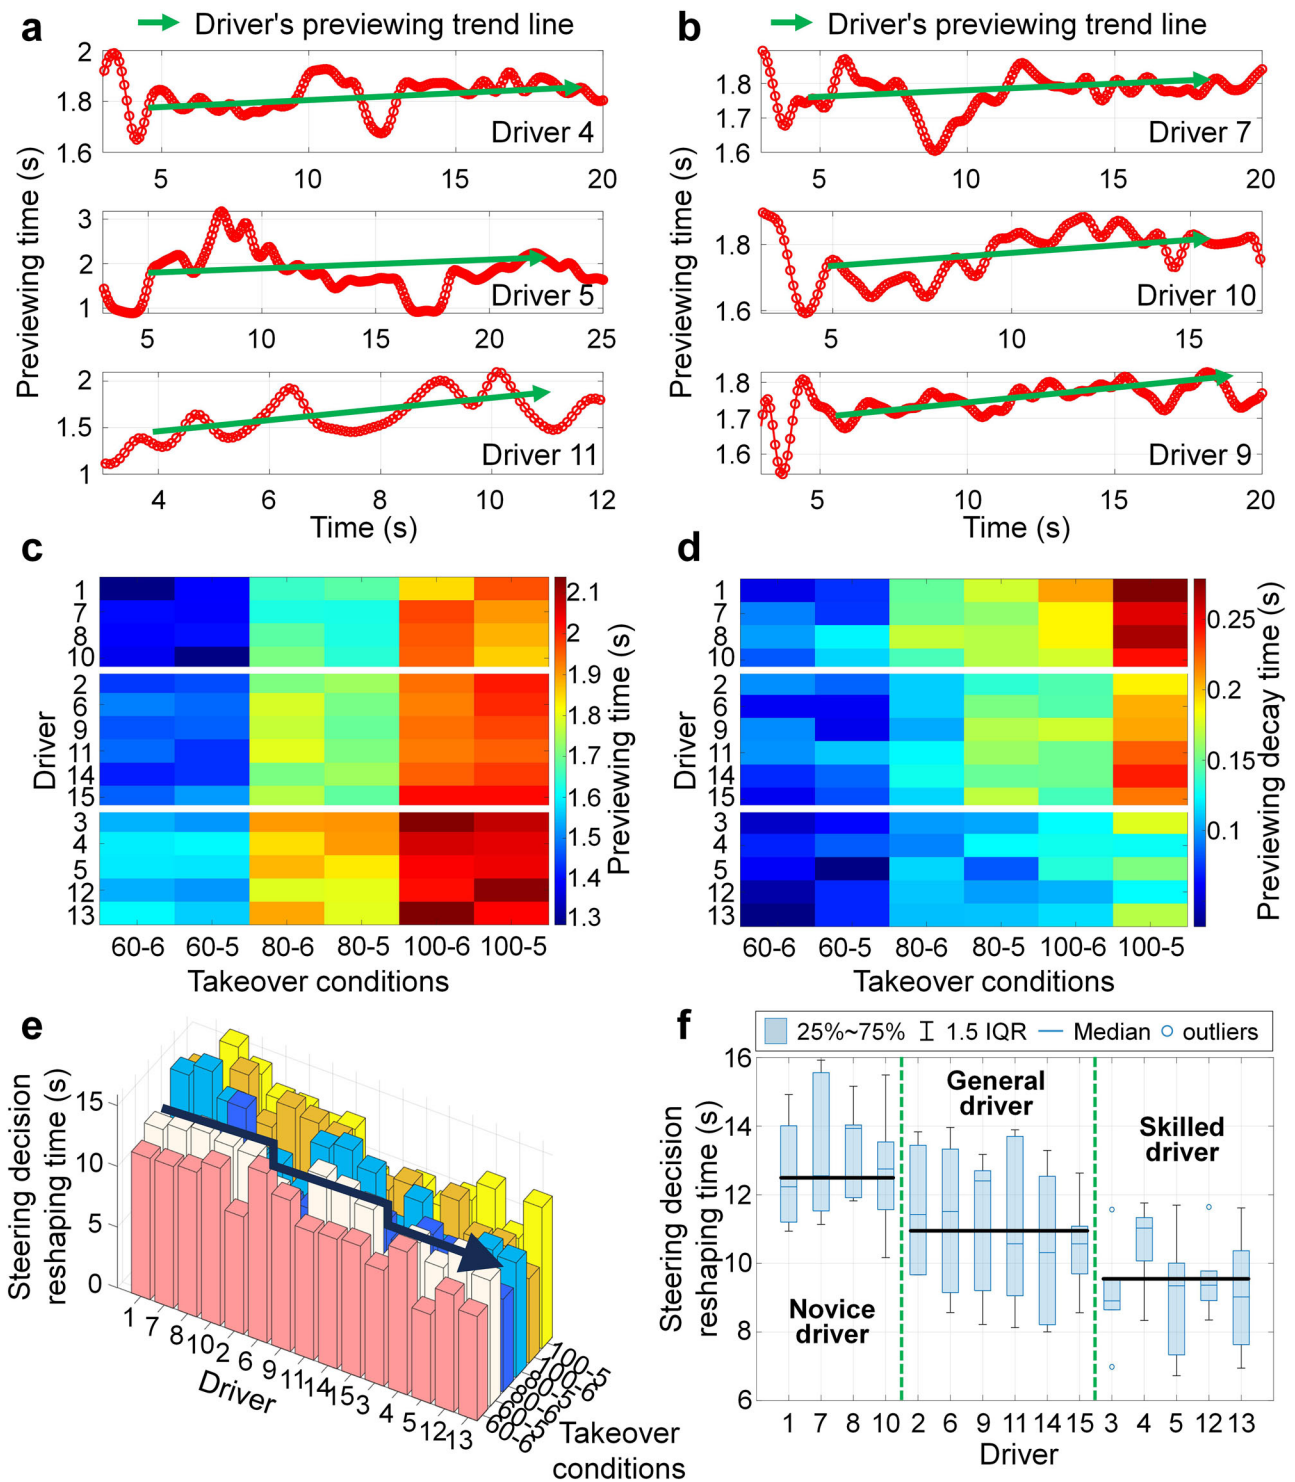 a
Driver's previewing trend line
b
Driver's previewing trend line
Previewing time (s)
2
1.8
1.6
Driver 4
5 10 15 20
3
2
1
Driver 5
5 10 15 20 25
2
1.5
1
Driver 11
4 6 8 10 12
Time (s)
Previewing time (s)
1.8
1.7
1.6
Driver 7
5 10 15 20
1.8
1.6
Driver 10
5 10 15
1.8
1.7
1.6
Driver 9
5 10 15 20
Time (s)
c
Driver
1
7
8
10
2
6
9
11
14
15
3
4
5
12
13
60-6 60-5 80-6 80-5 100-6 100-5
Takeover conditions
2.1
2
1.9
1.8
1.7
1.6
1.5
1.4
1.3
Previewing time (s)
d
Driver
1
7
8
10
2
6
9
11
14
15
3
4
5
12
13
60-6 60-5 80-6 80-5 100-6 100-5
Takeover conditions
0.25
0.2
0.15
0.1
Previewing decay time (s)
e
Steering decision
reshaping time (s)
15
10
5
0
1 7 8 10 2 6 9 11 14 15 3 4 5 12 13
Driver
60-6 60-5 80-6 80-5 100-6 100-5
Takeover
conditions
f
25%~75% 1.5 IQR Median outliers
Steering decision
reshaping time (s)
16
14
12
10
8
6
General
driver
Skilled
driver
Novice
driver
1 7 8 10 2 6 9 11 14 15 3 4 5 12 13
Driver